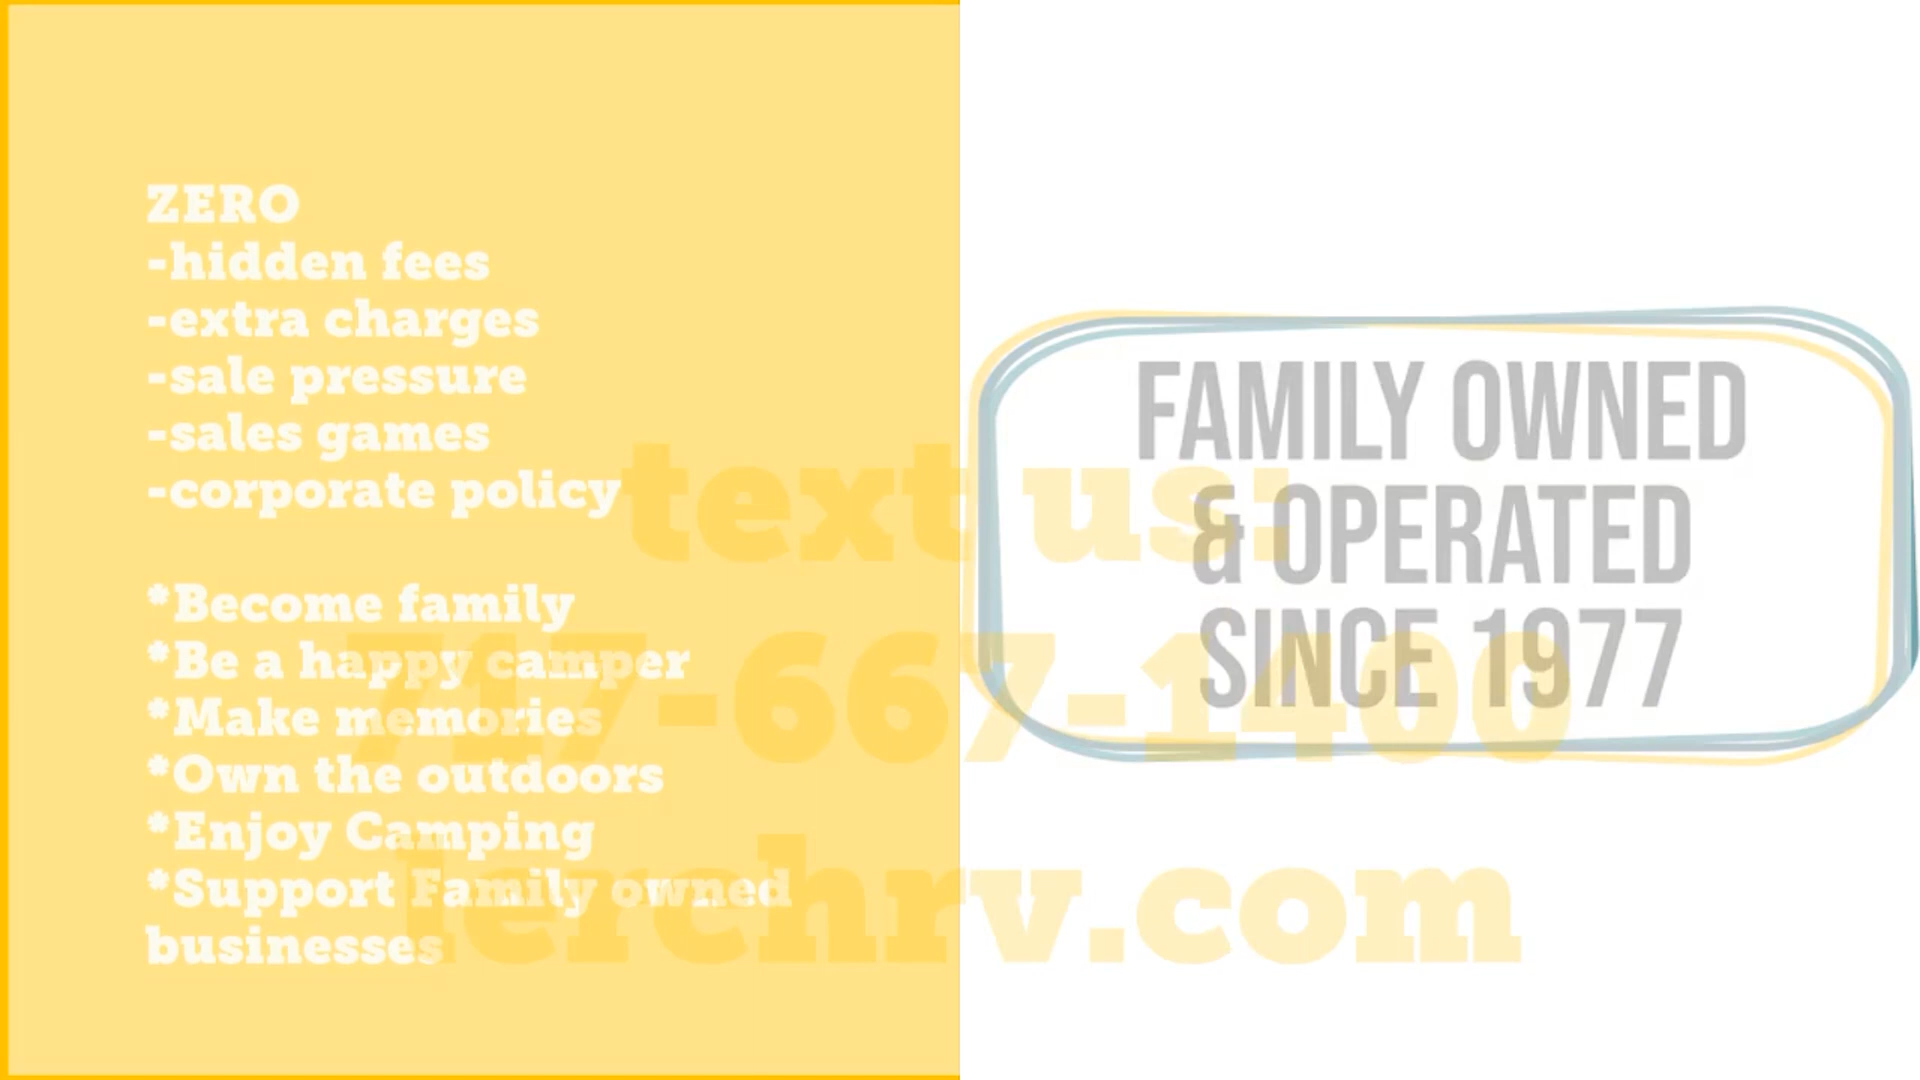 ZERO
-hidden fees
-extra charges
-sale pressure
-sales games
-corporate policy
*Become family
*Be a happy camper
*Make memories
*Own the outdoors
*Enjoy Camping
*Support Family owned
businesses
FAMILY OWNED
& OPERATED
SINCE 1977
text us:
717-667-1400
lerchrv.com